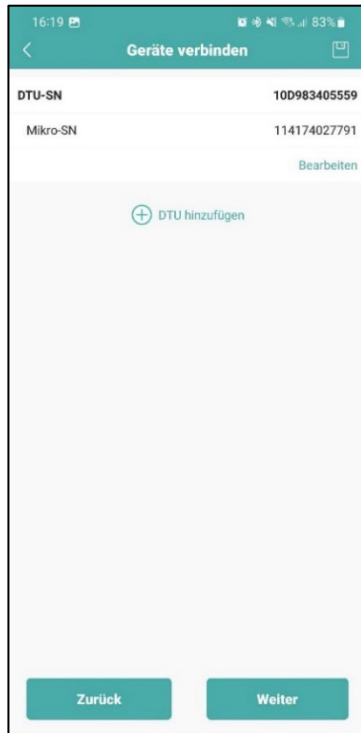 16:19 83%
Geräte verbinden
DTU-SN 10D983405559
Mikro-SN 114174027791
Bearbeiten
DTU hinzufügen
Zurück Weiter